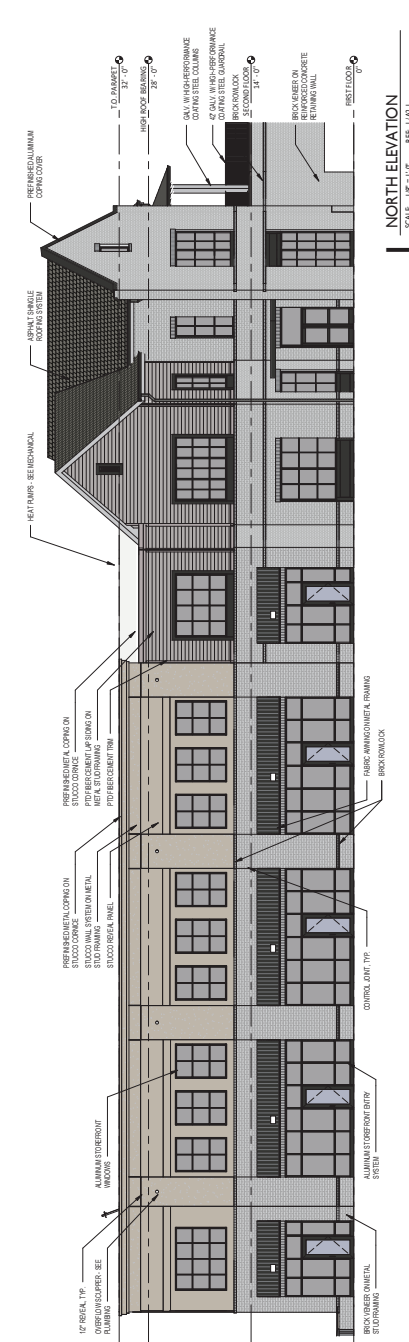 1/2" REVEAL, TYP.
OVERFLOW SCUPPER - SEE
PLUMBING
ALUMINUM STOREFRONT
WINDOWS
PREFINISHED METAL COPING ON
STUCCO CORNICE
STUCCO WALL SYSTEM ON METAL
STUD FRAMING
STUCCO REVEAL PANEL
PREFINISHED METAL COPING ON
STUCCO CORNICE
PTD FIBER CEMENT LAP SIDING ON
METAL STUD FRAMING
PTD FIBER CEMENT TRIM
HEAT PUMPS - SEE MECHANICAL
ASPHALT SHINGLE
ROOFING SYSTEM
PREFINISHED ALUMINUM
COPING COVER
T.O. PARAPET
32' - 0"
HIGH ROOF BEARING
28' - 0"
GALV. W/ HIGH-PERFORMANCE
COATING STEEL COLUMNS
42" GALV. W/ HIGH-PERFORMANCE
COATING STEEL GUARDRAIL
BRICK ROWLOCK
SECOND FLOOR
14' - 0"
BRICK VENEER ON
REINFORCED CONCRETE
RETAINING WALL
FIRST FLOOR
0"
BRICK VENEER ON METAL
STUD FRAMING
ALUMINUM STOREFRONT ENTRY
SYSTEM
CONTROL JOINT, TYP.
FABRIC AWNING ON METAL FRAMING
BRICK ROWLOCK
NORTH ELEVATION